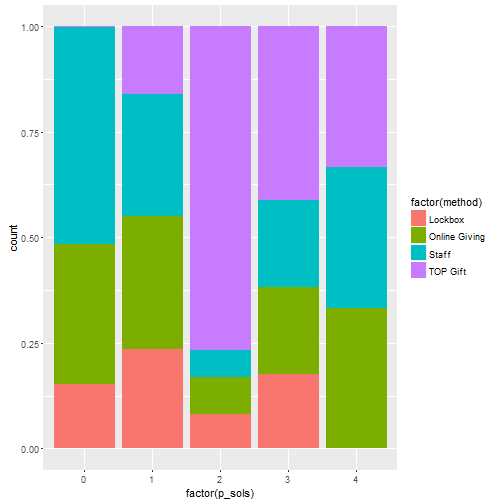 1.00
0.75
0.50
0.25
0.00
count
0
1
2
3
4
factor(p_sols)
factor(method)
Lockbox
Online Giving
Staff
TOP Gift